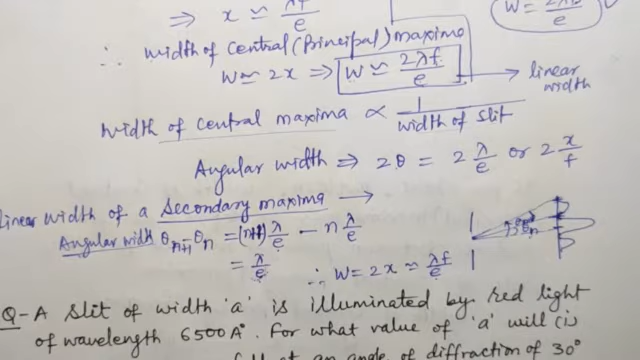 ⇒ x ≃ λf/e
W = 2λD/e
∴ Width of Central (Principal) maxima
W ≃ 2x ⇒ W ≃ 2λf/e → linear width
Width of central maxima ∝ 1/width of slit
Angular width ⇒ 2θ = 2 λ/e or 2 x/f
linear width of a secondary maxima →
Angular width θn+1 - θn = (n+1) λ/e - n λ/e
= λ/e ∴ W = 2x ≃ λf/e
Q - A slit of width 'a' is illuminated by red light
of wavelength 6500 A°. For what value of 'a' will (i)
at an angle of diffraction of 30°